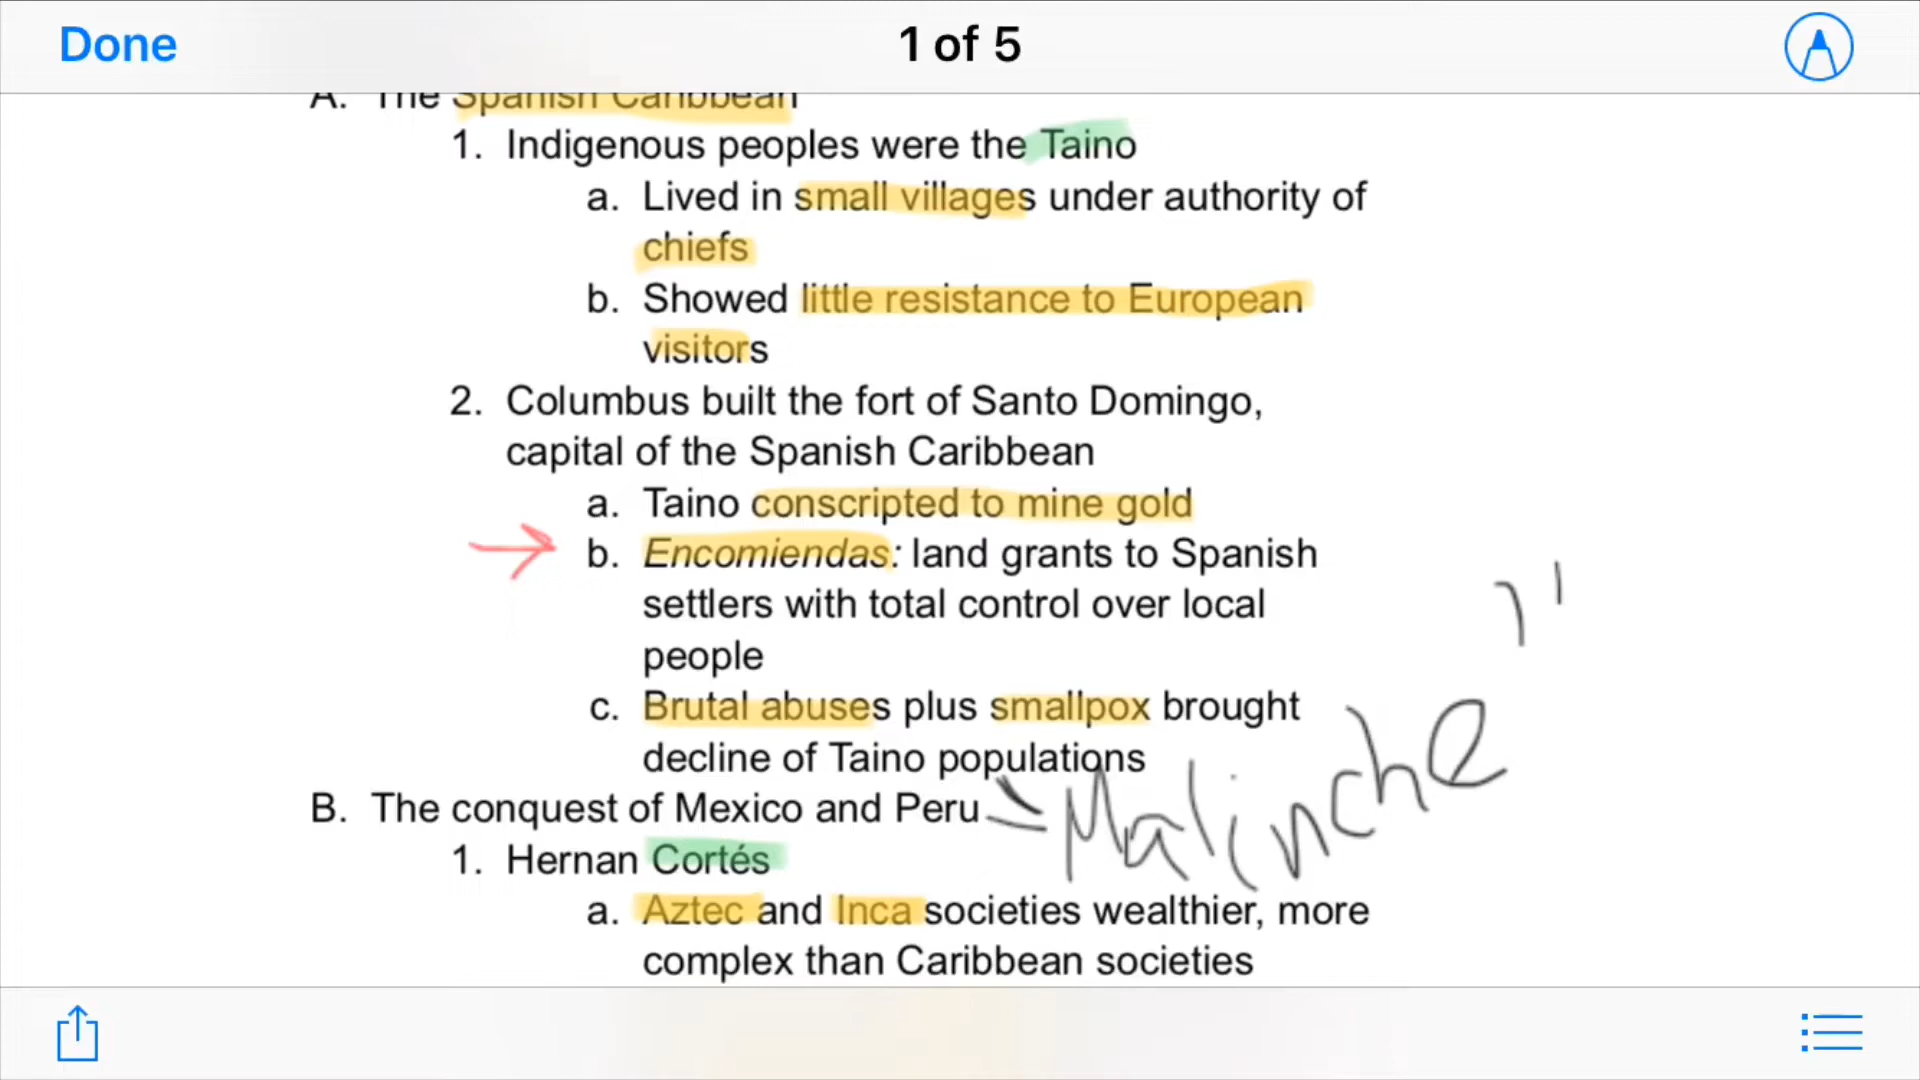 Done
1 of 5
A. The Spanish Caribbean
1. Indigenous peoples were the Taino
a. Lived in small villages under authority of
chiefs
b. Showed little resistance to European
visitors
2. Columbus built the fort of Santo Domingo,
capital of the Spanish Caribbean
a. Taino conscripted to mine gold
b. Encomiendas: land grants to Spanish
settlers with total control over local
people
c. Brutal abuses plus smallpox brought
decline of Taino populations
B. The conquest of Mexico and Peru
Malinche
1. Hernan Cortés
a. Aztec and Inca societies wealthier, more
complex than Caribbean societies